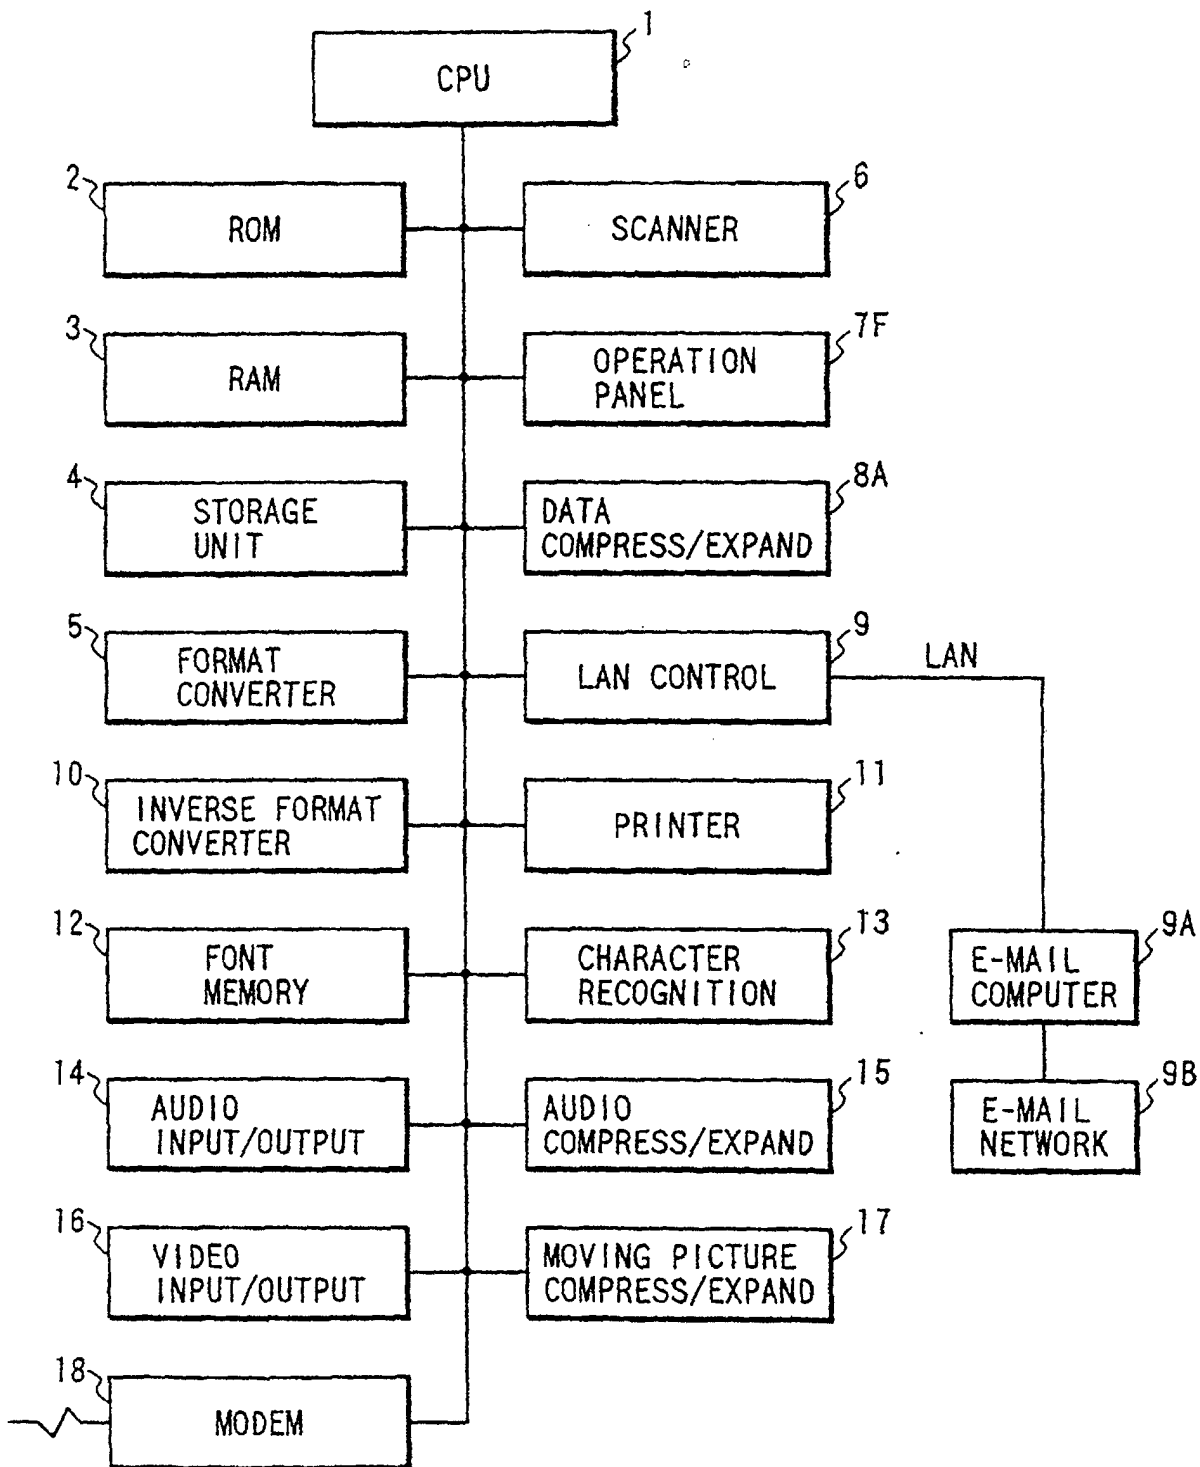 1
CPU
2
ROM
6
SCANNER
3
RAM
7F
OPERATION
PANEL
4
STORAGE
UNIT
8A
DATA
COMPRESS/EXPAND
5
FORMAT
CONVERTER
9
LAN CONTROL
LAN
10
INVERSE FORMAT
CONVERTER
11
PRINTER
12
FONT
MEMORY
13
CHARACTER
RECOGNITION
9A
E-MAIL
COMPUTER
14
AUDIO
INPUT/OUTPUT
15
AUDIO
COMPRESS/EXPAND
9B
E-MAIL
NETWORK
16
VIDEO
INPUT/OUTPUT
17
MOVING PICTURE
COMPRESS/EXPAND
18
MODEM